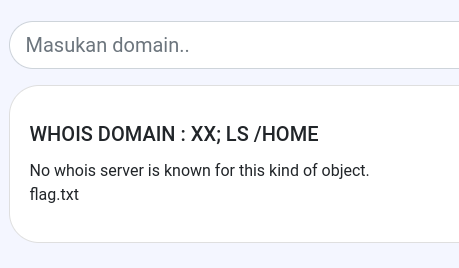 Masukan domain..
WHOIS DOMAIN : XX; LS /HOME
No whois server is known for this kind of object.
flag.txt